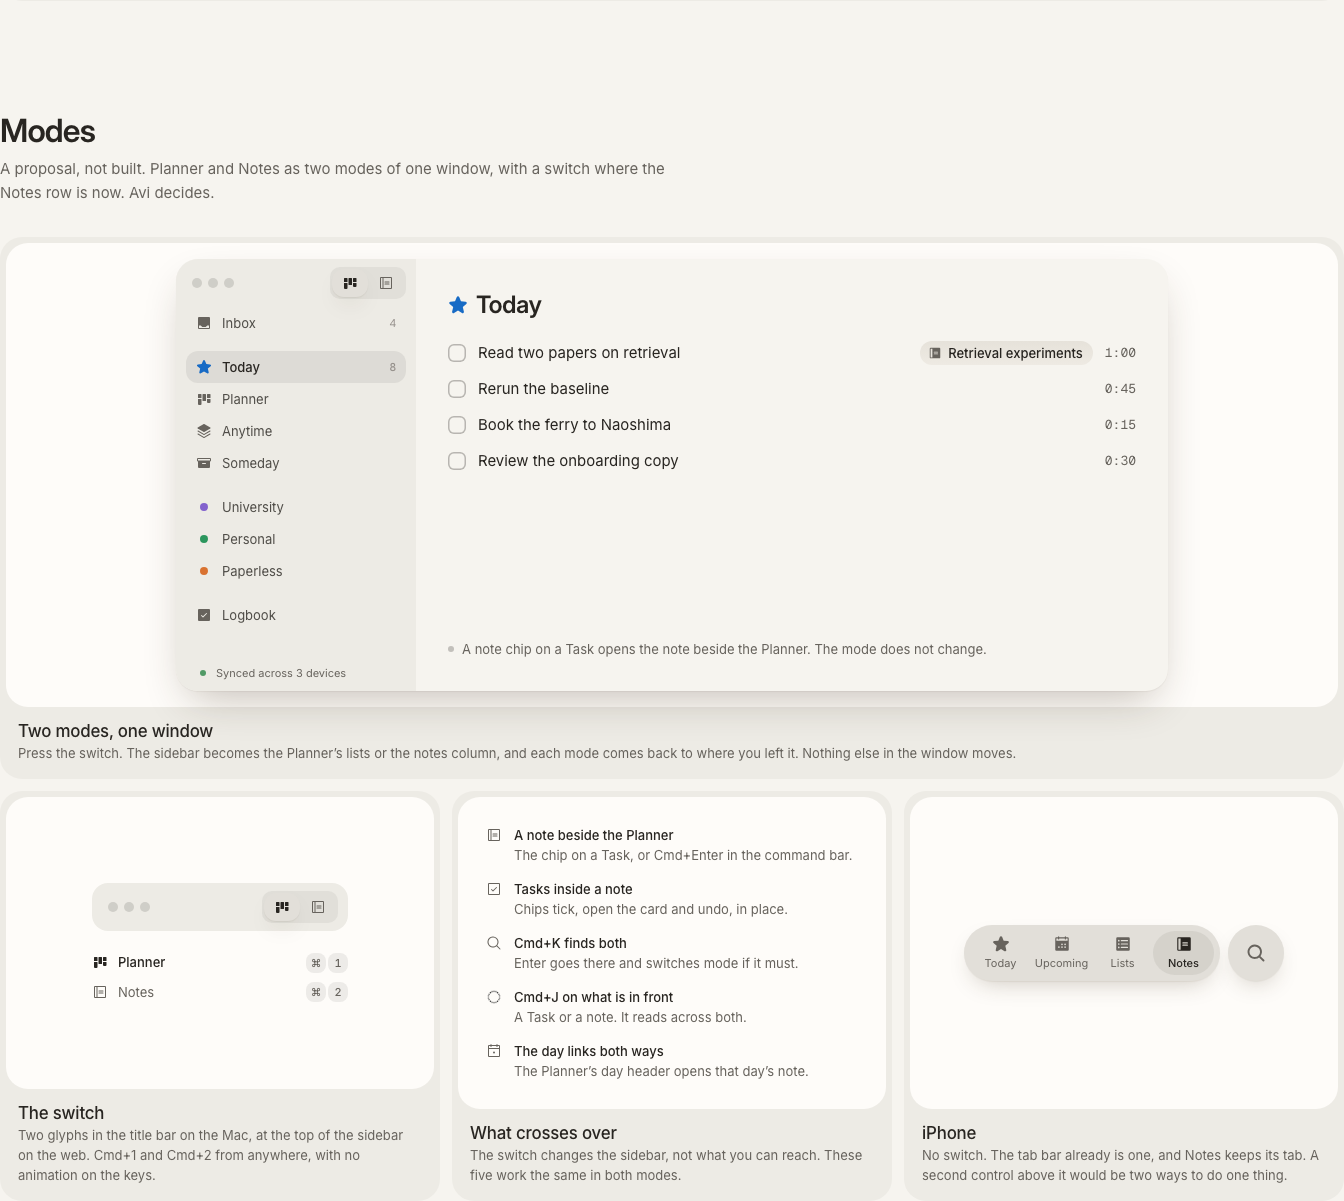 Modes
A proposal, not built. Planner and Notes as two modes of one window, with a switch where the
Notes row is now. Avi decides.
Inbox 4
Today 8
Planner
Anytime
Someday
University
Personal
Paperless
Logbook
Synced across 3 devices
Today
Read two papers on retrieval Retrieval experiments 1:00
Rerun the baseline 0:45
Book the ferry to Naoshima 0:15
Review the onboarding copy 0:30
A note chip on a Task opens the note beside the Planner. The mode does not change.
Two modes, one window
Press the switch. The sidebar becomes the Planner’s lists or the notes column, and each mode comes back to where you left it. Nothing else in the window moves.
Planner ⌘ 1
Notes ⌘ 2
The switch
Two glyphs in the title bar on the Mac, at the top of the sidebar
on the web. Cmd+1 and Cmd+2 from anywhere, with no
animation on the keys.
A note beside the Planner
The chip on a Task, or Cmd+Enter in the command bar.
Tasks inside a note
Chips tick, open the card and undo, in place.
Cmd+K finds both
Enter goes there and switches mode if it must.
Cmd+J on what is in front
A Task or a note. It reads across both.
The day links both ways
The Planner’s day header opens that day’s note.
What crosses over
The switch changes the sidebar, not what you can reach. These
five work the same in both modes.
Today Upcoming Lists Notes
iPhone
No switch. The tab bar already is one, and Notes keeps its tab. A
second control above it would be two ways to do one thing.